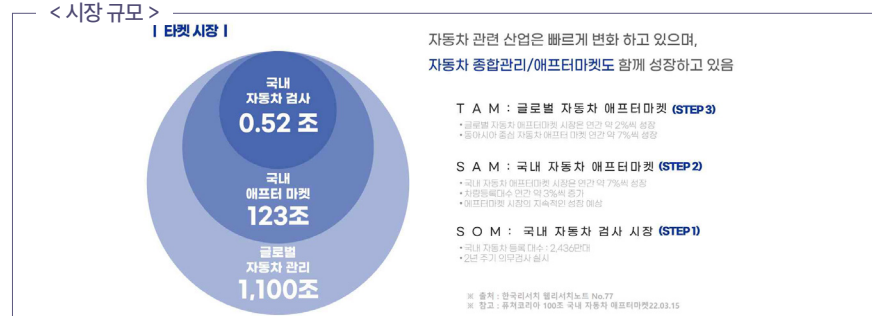 < 시장 규모 >
| 타켓 시장 |
국내
자동차 검사
0.52 조
국내
애프터 마켓
123조
글로벌
자동차 관리
1,100조
자동차 관련 산업은 빠르게 변화 하고 있으며,
자동차 종합관리/애프터마켓도 함께 성장하고 있음
T A M : 글로벌 자동차 애프터마켓 (STEP 3)
• 글로벌 자동차 애프터마켓 시장은 연간 약 2%씩 성장
• 동아시아 중심 자동차 애프터 마켓 연간 약 7%씩 성장
S A M : 국내 자동차 애프터마켓 (STEP 2)
• 국내 자동차 애프터마켓 시장은 연간 약 7%씩 성장
• 차량등록대수 연간 약 3%씩 증가
• 애프터마켓 시장의 지속적인 성장 예상
S O M : 국내 자동차 검사 시장 (STEP 1)
• 국내 자동차 등록 대수 : 2,436만대
• 2년 주기 의무검사 실시
※ 출처 : 한국리서치 웰리서치노트 No.77
※ 참고 : 퓨쳐코리아 100조 국내 자동차 애프터마켓22.03.15